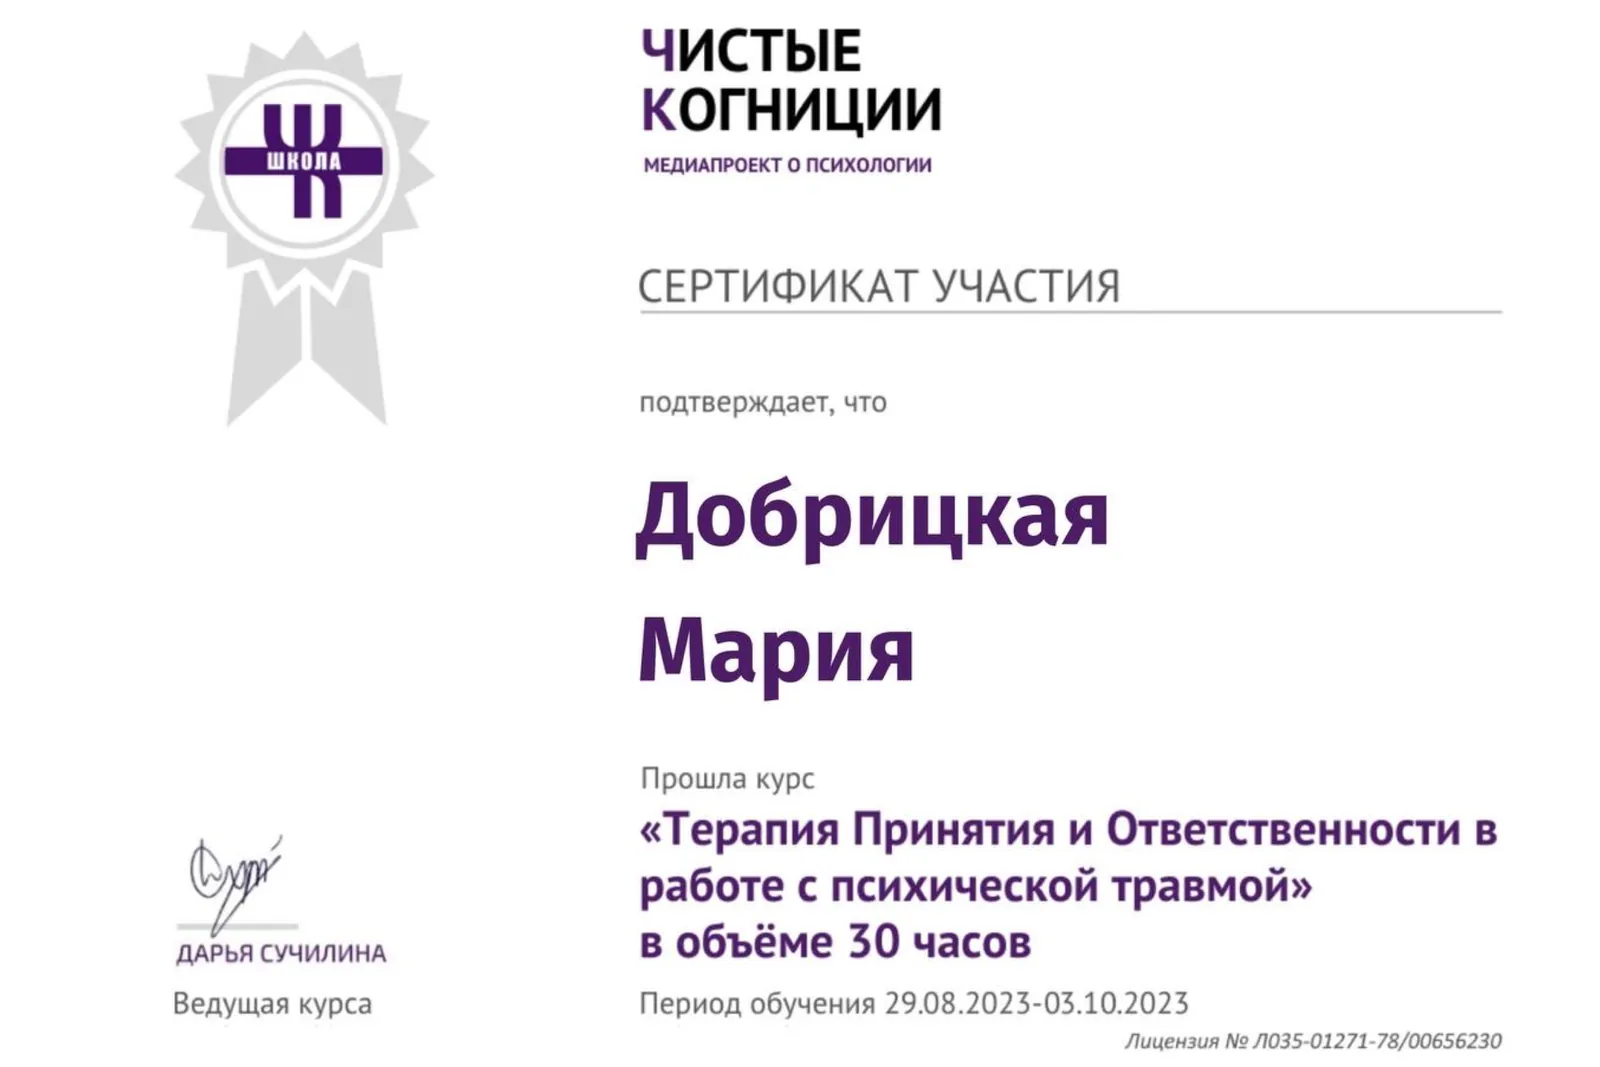 ШКОЛА
ЧК
ЧИСТЫЕ
КОГНИЦИИ
МЕДИАПРОЕКТ О ПСИХОЛОГИИ
СЕРТИФИКАТ УЧАСТИЯ
подтверждает, что
Добрицкая
Мария
Прошла курс
«Терапия Принятия и Ответственности в
работе с психической травмой»
в объёме 30 часов
Период обучения 29.08.2023-03.10.2023
Лицензия № Л035-01271-78/00656230
ДАРЬЯ СУЧИЛИНА
Ведущая курса